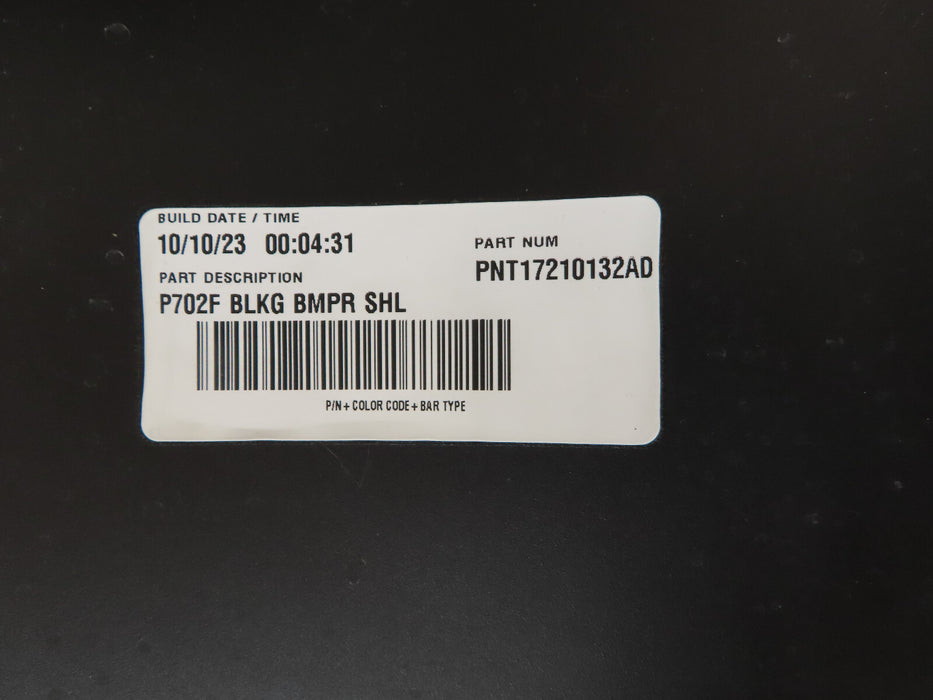 BUILD DATE / TIME
10/10/23 00:04:31
PART NUM
PNT17210132AD
PART DESCRIPTION
P702F BLKG BMPR SHL
P/N + COLOR CODE + BAR TYPE